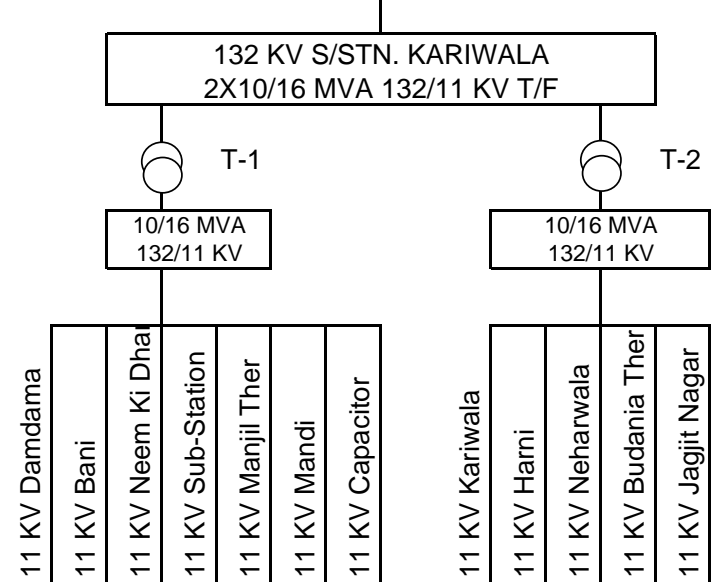 132 KV S/STN. KARIWALA
2X10/16 MVA 132/11 KV T/F
T-1
T-2
10/16 MVA
132/11 KV
10/16 MVA
132/11 KV
11 KV Damdama
11 KV Bani
11 KV Neem Ki Dhar
11 KV Sub-Station
11 KV Manjil Ther
11 KV Mandi
11 KV Capacitor
11 KV Kariwala
11 KV Harni
11 KV Neharwala
11 KV Budania Ther
11 KV Jagjit Nagar